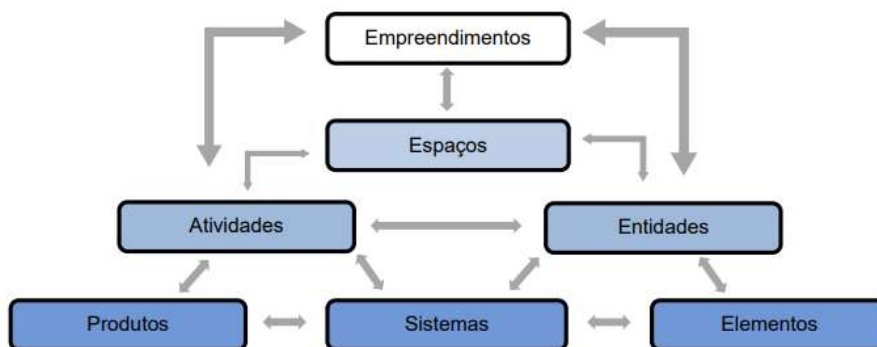 Empreendimentos
Espaços
Atividades
Entidades
Produtos
Sistemas
Elementos